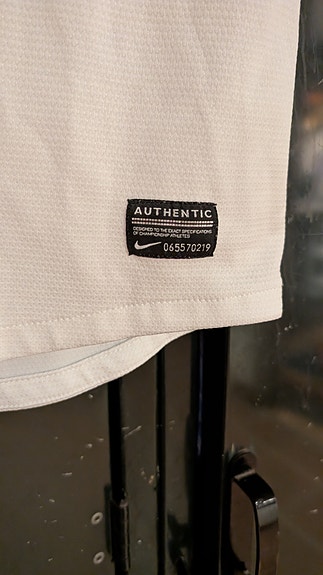 AUTHENTIC
DESIGNED TO THE EXACT SPECIFICATIONS
OF CHAMPIONSHIP ATHLETES
065570219